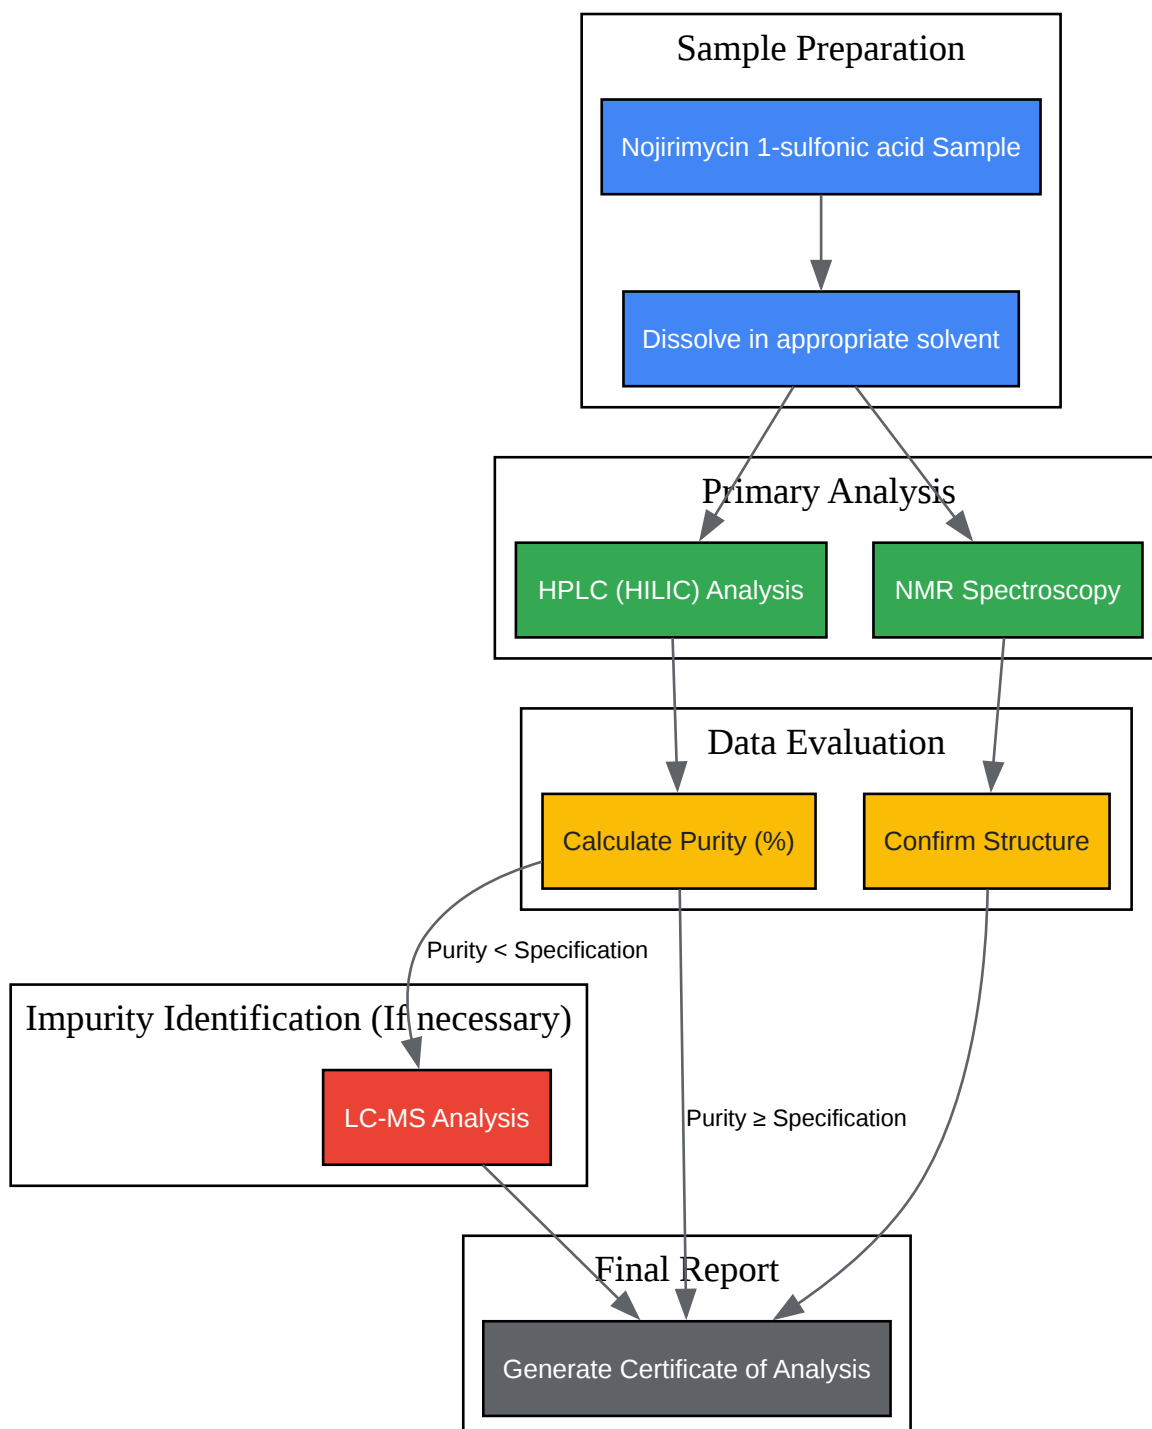 Sample Preparation
Nojirimycin 1-sulfonic acid Sample
Dissolve in appropriate solvent
Primary Analysis
HPLC (HILIC) Analysis
NMR Spectroscopy
Data Evaluation
Calculate Purity (%)
Confirm Structure
Purity < Specification
Impurity Identification (If necessary)
LC-MS Analysis
Purity ≥ Specification
Final Report
Generate Certificate of Analysis